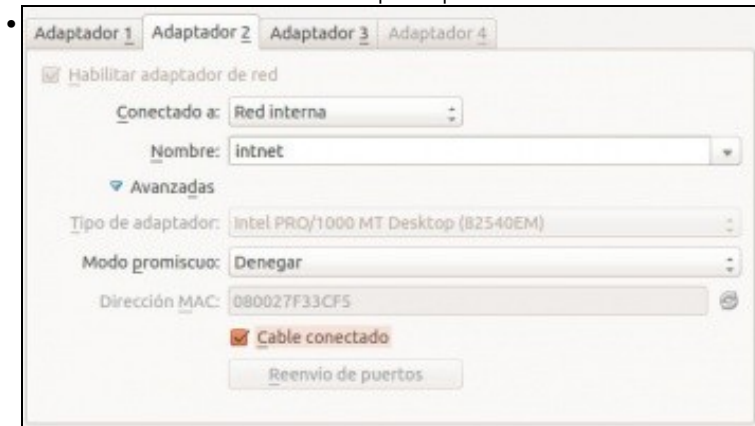 Adaptador 1 Adaptador 2 Adaptador 3 Adaptador 4
Habilitar adaptador de red
Conectado a: Red interna
Nombre: intnet
Avanzadas
Tipo de adaptador: Intel PRO/1000 MT Desktop (82540EM)
Modo promiscuo: Denegar
Dirección MAC: 080027F33CF5
Cable conectado
Reenvío de puertos